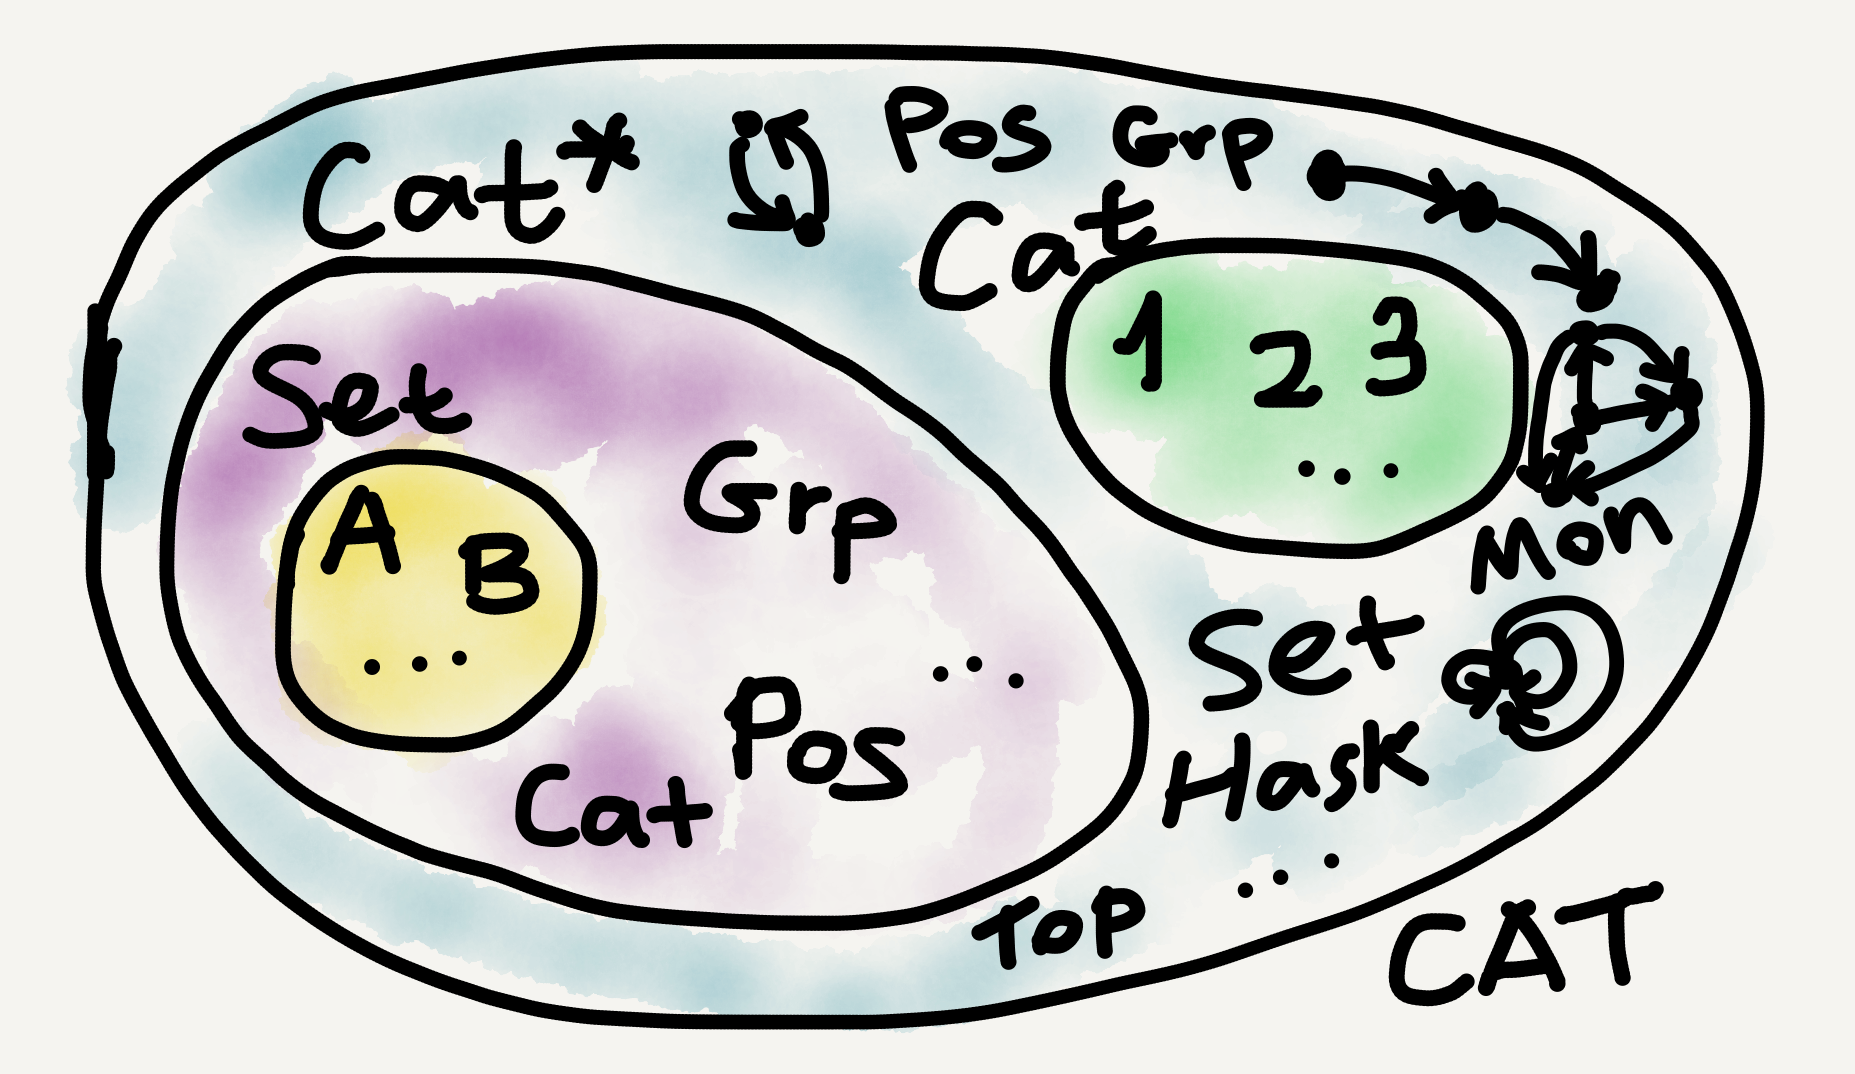 Cat*
Pos Grp
Cat
1 2 3
...
Set
A B
...
Grp
Pos
...
Cat
Mon
Set
Hask
...
Top
CAT